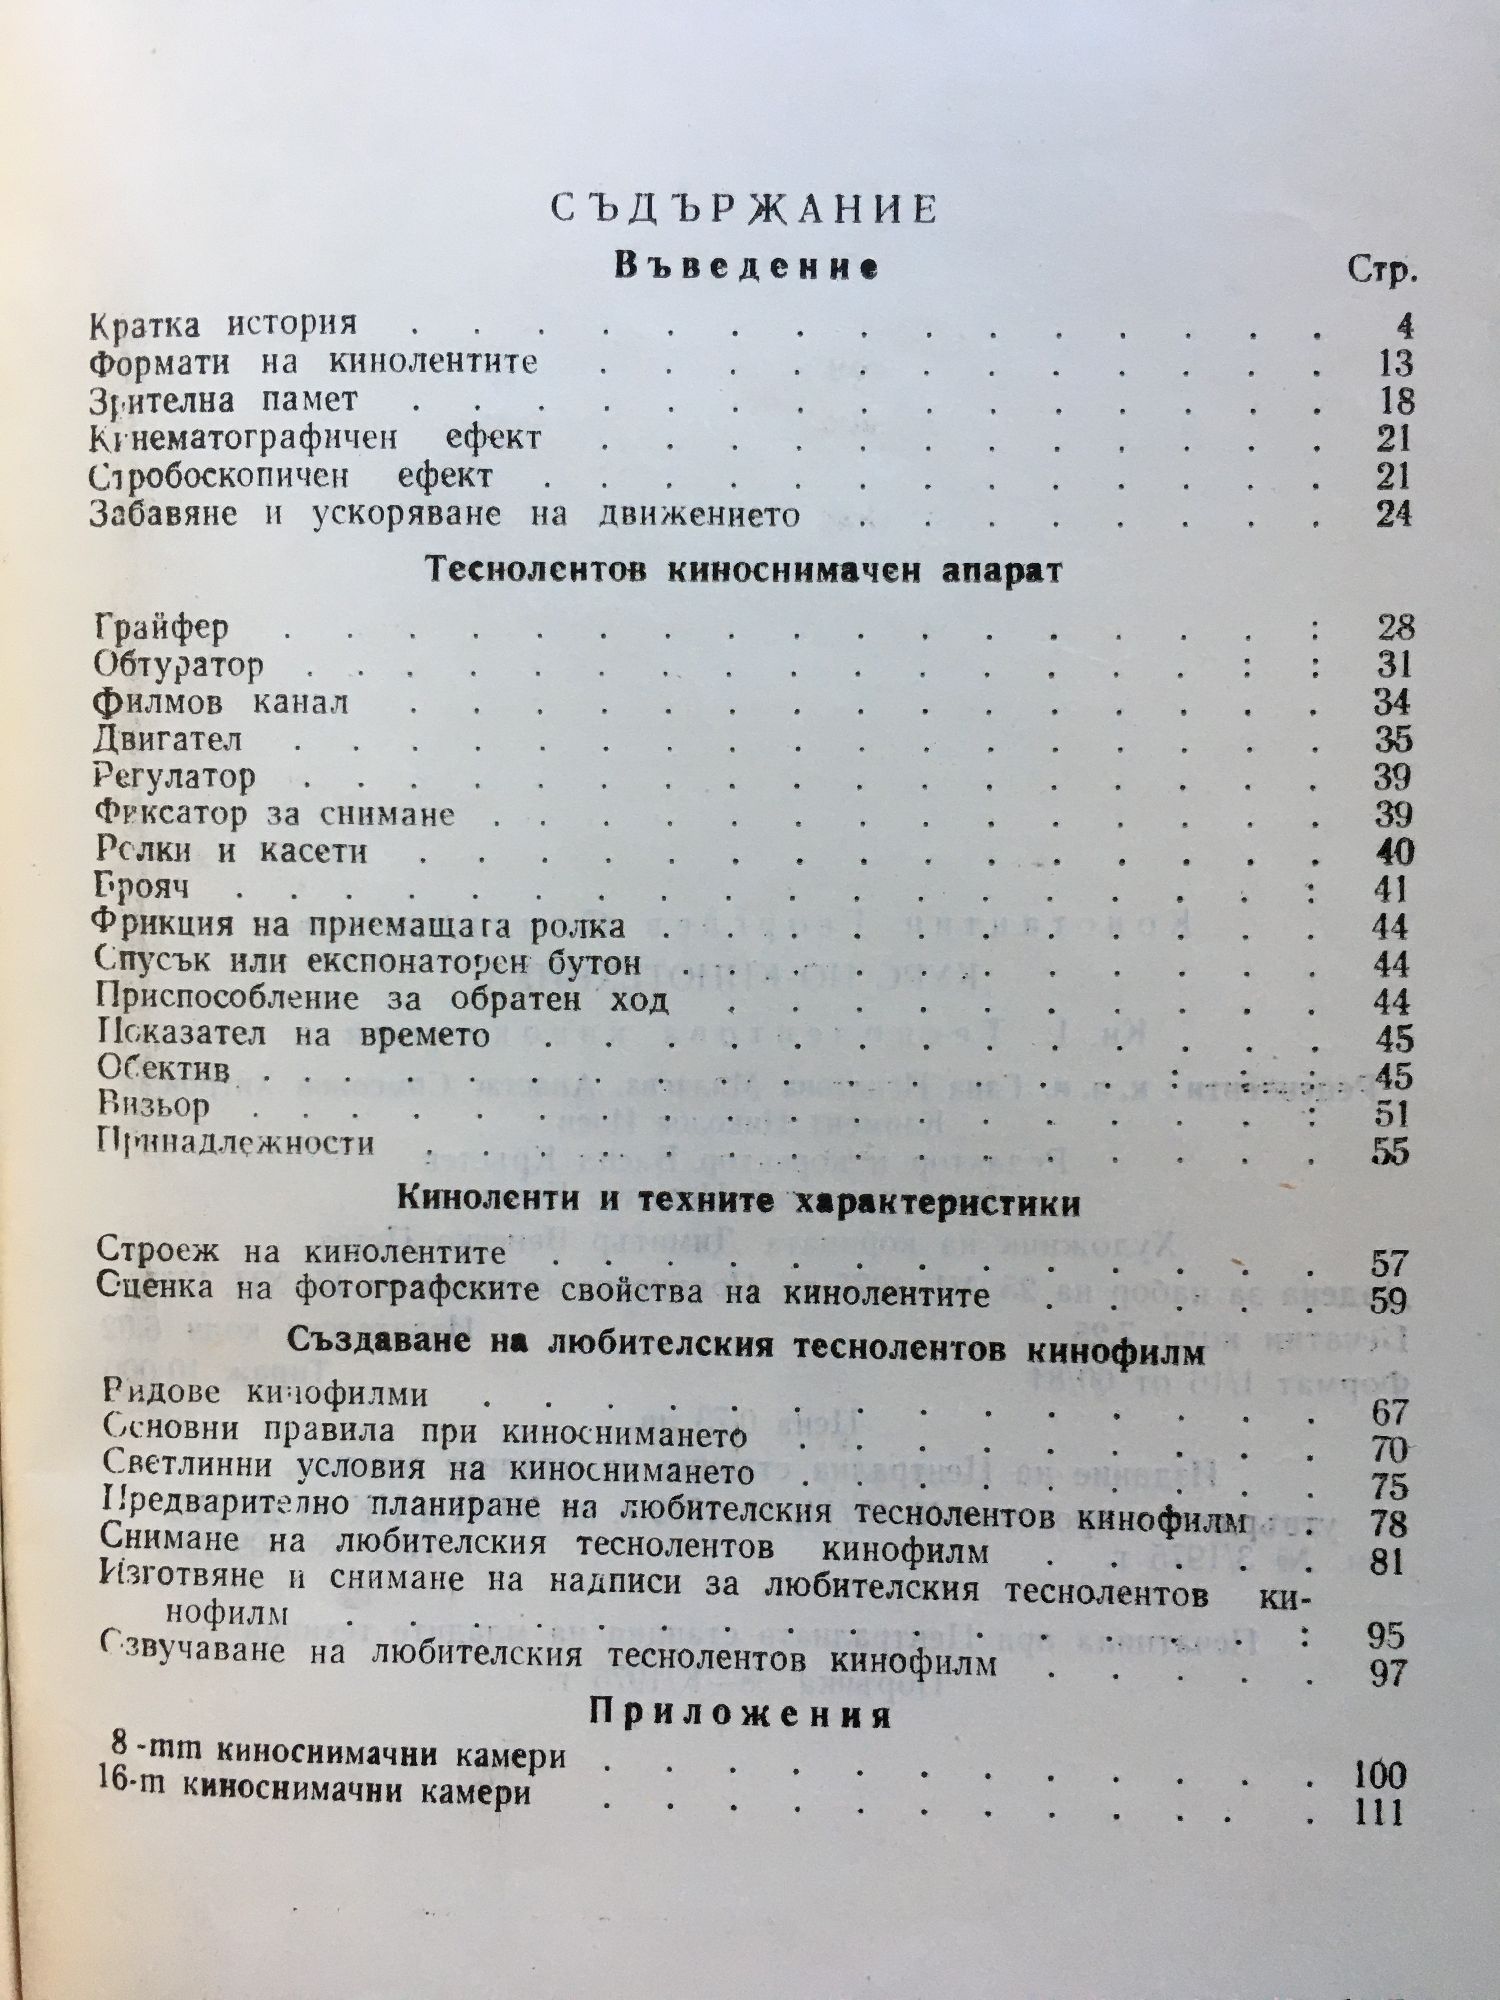 СЪДЪРЖАНИЕ
Въведение Стр.
Кратка история . . . . . . . . . . . . . . . 4
Формати на кинолентите . . . . . . . . . . . . 13
Зрителна памет . . . . . . . . . . . . . . . 18
Кинематографичен ефект . . . . . . . . . . . . 21
Стробоскопичен ефект . . . . . . . . . . . . . 21
Забавяне и ускоряване на движението . . . . . . . . 24
Теснолентов киноснимачен апарат
Грайфер . . . . . . . . . . . . . . . . : 28
Обтуратор . . . . . . . . . . . . . . . : : 31
Филмов канал . . . . . . . . . . . . . . . 34
Двигател . . . . . . . . . . . . . . . . . 35
Регулатор . . . . . . . . . . . . . . . . . 39
Фиксатор за снимане . . . . . . . . . . . . . . 39
Ролки и касети . . . . . . . . . . . . . . . 40
Брояч . . . . . . . . . . . . . . . . . : 41
Фрикция на приемащата ролка . . . . . . . . . . . 44
Спусък или експонаторен бутон . . . . . . . . . . . 44
Приспособление за обратен ход . . . . . . . . . . 44
Показател на времето . . . . . . . . . . . . . 45
Обектив . . . . . . . . . . . . . . . : : : 45
Визьор . . . . . . . . . . . . . . . . . : 51
Принадлежности . . . . . . . . . . . . . . . 55
Киноленти и техните характеристики
Строеж на кинолентите . . . . . . . . . . . . . 57
Оценка на фотографските свойства на кинолентите . . . . . 59
Създаване на любителския теснолентов кинофилм
Видове кинофилми . . . . . . . . . . . . . . 67
Основни правила при киноснимането . . . . . . . . . 70
Светлинни условия на киноснимането . . . . . . . . . 75
Предварително планиране на любителския теснолентов кинофилм . 78
Снимане на любителския теснолентов кинофилм . . . . . 81
Изготвяне и снимане на надписи за любителския теснолентов ки-
нофилм . . . . . . . . . . . . . . . : 95
Озвучаване на любителския теснолентов кинофилм . . . . . 97
Приложения
8-mm киноснимачни камери . . . . . . . . . . . . 100
16-m киноснимачни камери . . . . . . . . . . . . 111